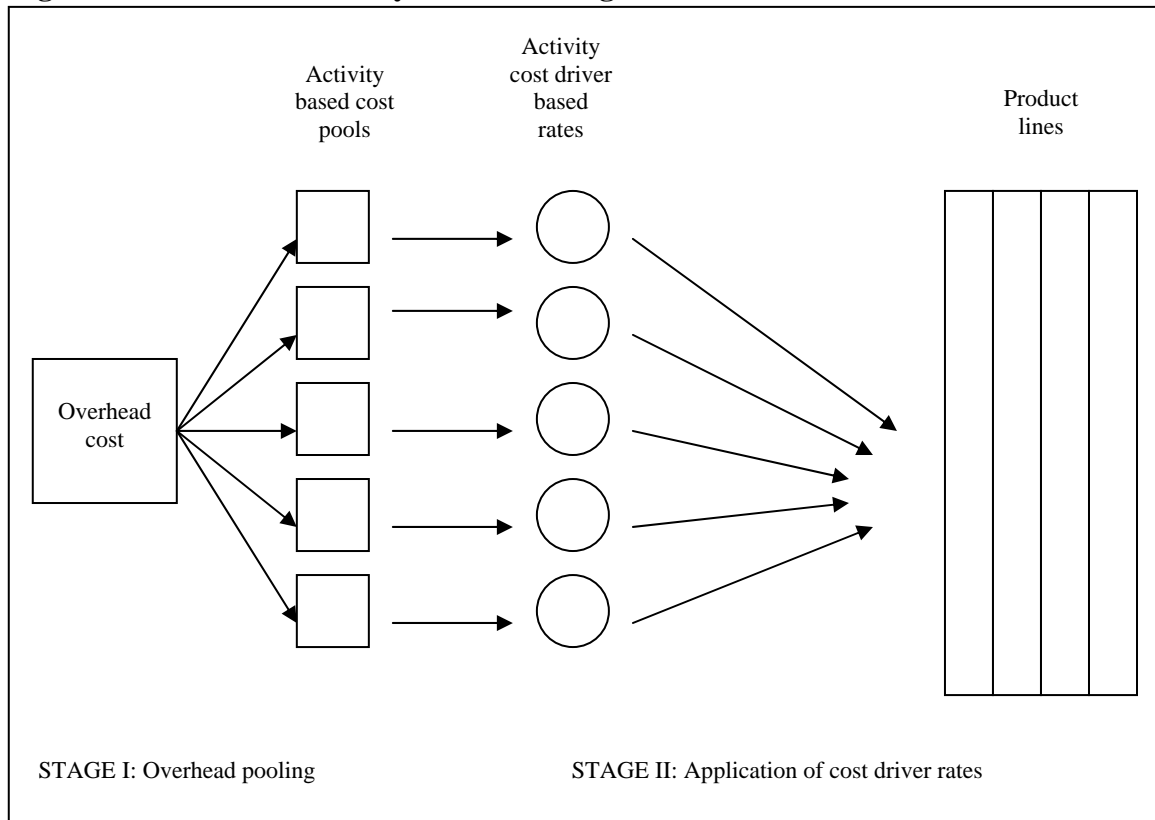 Activity
based cost
pools
Activity
cost driver
based
rates
Product
lines
Overhead
cost
STAGE I: Overhead pooling
STAGE II: Application of cost driver rates